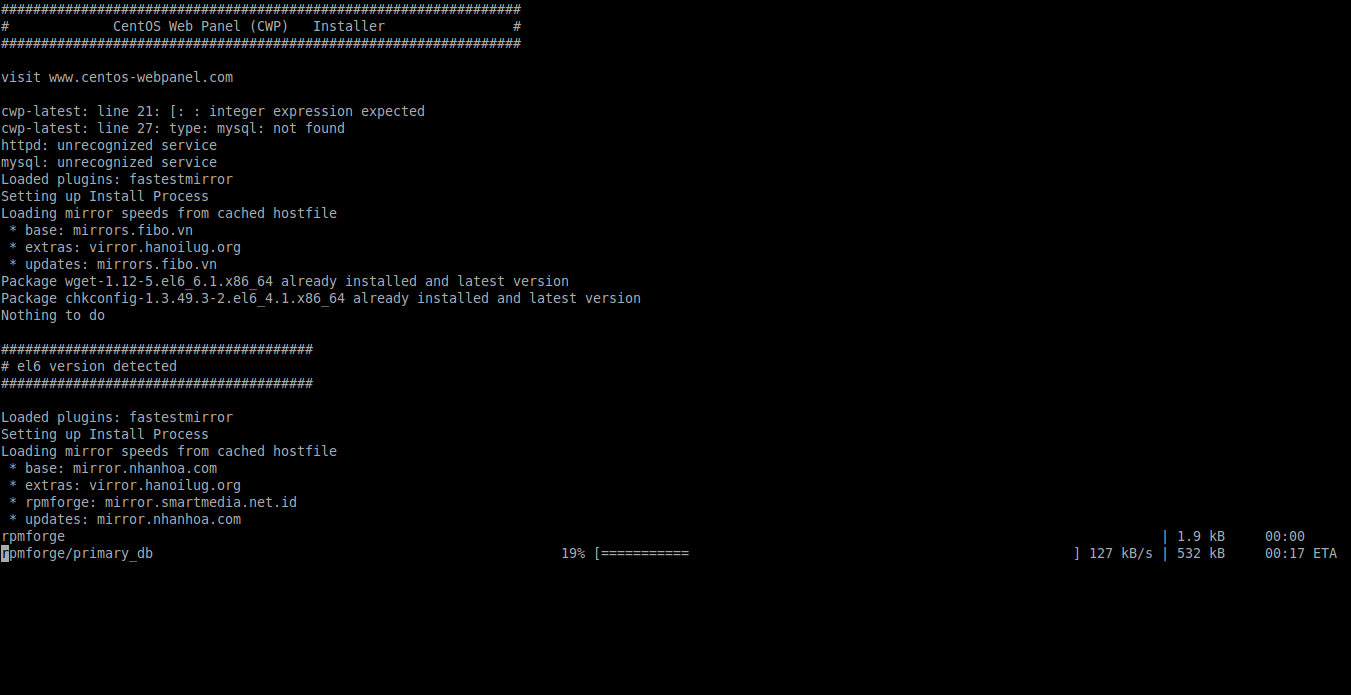 #################################################################
#             CentOS Web Panel (CWP)   Installer                #
#################################################################
visit www.centos-webpanel.com
cwp-latest: line 21: [: : integer expression expected
cwp-latest: line 27: type: mysql: not found
httpd: unrecognized service
mysql: unrecognized service
Loaded plugins: fastestmirror
Setting up Install Process
Loading mirror speeds from cached hostfile
 * base: mirrors.fibo.vn
 * extras: virror.hanoilug.org
 * updates: mirrors.fibo.vn
Package wget-1.12-5.el6_6.1.x86_64 already installed and latest version
Package chkconfig-1.3.49.3-2.el6_4.1.x86_64 already installed and latest version
Nothing to do
#######################################
# el6 version detected
#######################################
Loaded plugins: fastestmirror
Setting up Install Process
Loading mirror speeds from cached hostfile
 * base: mirror.nhanhoa.com
 * extras: virror.hanoilug.org
 * rpmforge: mirror.smartmedia.net.id
 * updates: mirror.nhanhoa.com
rpmforge | 1.9 kB     00:00
rpmforge/primary_db 19% [=========== ] 127 kB/s | 532 kB     00:17 ETA